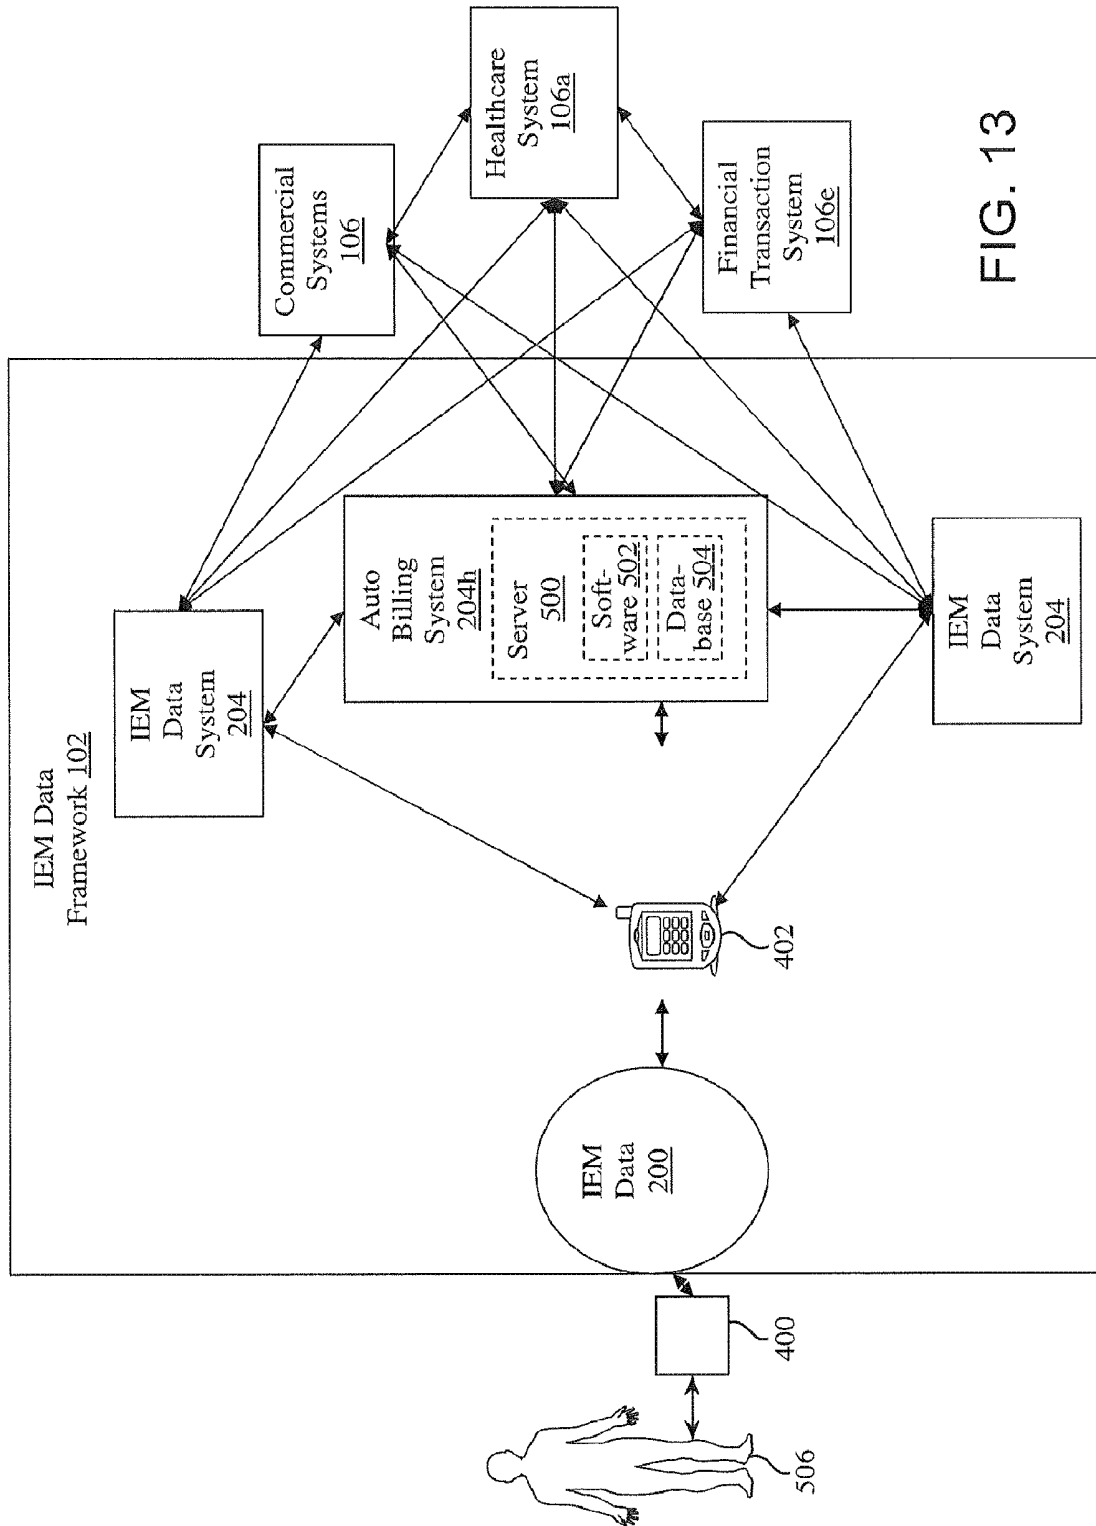 IEM Data
Framework 102
IEM
Data
System
204
Commercial
Systems
106
Auto
Billing
System
204h
Server
500
Soft-
ware 502
Data-
base 504
Healthcare
System
106a
IEM
Data
200
402
400
506
IEM
Data
System
204
Financial
Transaction
System
106e
FIG. 13